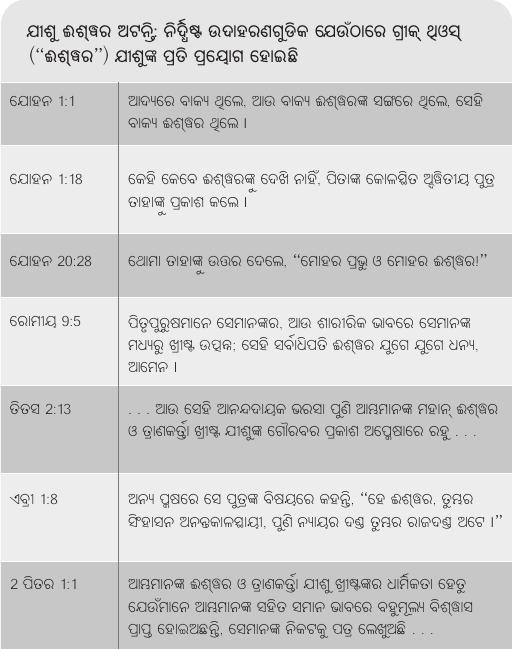 ଯୀଶୁ ଈଶ୍ୱର ଅଟନ୍ତି: ନିର୍ଦ୍ଧିଷ୍ଟ ଉଦାହରଣଗୁଡିକ ଯେଉଁଠାରେ ଗ୍ରୀକ୍ ଥିଓସ୍
(“ଈଶ୍ୱର”) ଯୀଶୁଙ୍କ ପ୍ରତି ପ୍ରୟୋଗ ହୋଇଛି
ଯୋହନ 1:1
ଆଦ୍ୟରେ ବାକ୍ୟ ଥିଲେ, ଆଉ ବାକ୍ୟ ଈଶ୍ୱରଙ୍କ ସଙ୍ଗରେ ଥିଲେ, ସେହି
ବାକ୍ୟ ଈଶ୍ୱର ଥିଲେ ।
ଯୋହନ 1:18
କେହି କେବେ ଈଶ୍ୱରଙ୍କୁ ଦେଖି ନାହିଁ, ପିତାଙ୍କ କୋଳସ୍ଥିତ ଅଦ୍ୱିତୀୟ ପୁତ୍ର
ତାହାଙ୍କୁ ପ୍ରକାଶ କଲେ ।
ଯୋହନ 20:28
ଥୋମା ତାହାଙ୍କୁ ଉତ୍ତର ଦେଲେ, “ମୋହର ପ୍ରଭୁ ଓ ମୋହର ଈଶ୍ୱର!”
ରୋମୀୟ 9:5
ପିତୃପୁରୁଷମାନେ ସେମାନଙ୍କର, ଆଉ ଶାରୀରିକ ଭାବରେ ସେମାନଙ୍କ
ମଧ୍ୟରୁ ଖ୍ରୀଷ୍ଟ ଉତ୍ପନ୍ନ; ସେହି ସର୍ବାଧିପତି ଈଶ୍ୱର ଯୁଗେ ଯୁଗେ ଧନ୍ୟ,
ଆମେନ ।
ତିତସ 2:13
. . . ଆଉ ସେହି ଆନନ୍ଦଦାୟକ ଭରସା ପୁଣି ଆମ୍ଭମାନଙ୍କ ମହାନ୍ ଈଶ୍ୱର
ଓ ତ୍ରାଣକର୍ତ୍ତା ଖ୍ରୀଷ୍ଟ ଯୀଶୁଙ୍କ ଗୌରବର ପ୍ରକାଶ ଅପେକ୍ଷାରେ ରହୁ . . .
ଏବ୍ରୀ 1:8
ଅନ୍ୟ ପକ୍ଷରେ ସେ ପୁତ୍ରଙ୍କ ବିଷୟରେ କହନ୍ତି, “ହେ ଈଶ୍ୱର, ତୁମ୍ଭର
ସିଂହାସନ ଅନନ୍ତକାଳସ୍ଥାୟୀ, ପୁଣି ନ୍ୟାୟର ଦଣ୍ଡ ତୁମ୍ଭର ରାଜଦଣ୍ଡ ଅଟେ ।”
2 ପିତର 1:1
ଆମ୍ଭମାନଙ୍କ ଈଶ୍ୱର ଓ ତ୍ରାଣକର୍ତ୍ତା ଯୀଶୁ ଖ୍ରୀଷ୍ଟଙ୍କର ଧାର୍ମିକତା ହେତୁ
ଯେଉଁମାନେ ଆମ୍ଭମାନଙ୍କ ସହିତ ସମାନ ଭାବରେ ବହୁମୂଲ୍ୟ ବିଶ୍ୱାସ
ପ୍ରାପ୍ତ ହୋଇଅଛନ୍ତି, ସେମାନଙ୍କ ନିକଟକୁ ପତ୍ର ଲେଖୁଅଛି . . .